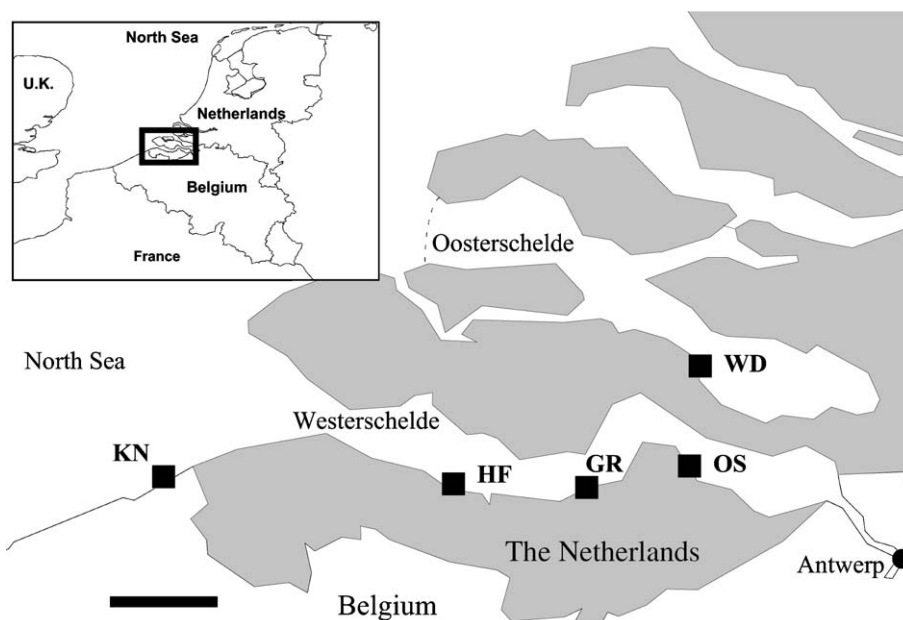 North Sea
U.K.
Netherlands
Belgium
France
Oosterschelde
North Sea
WD
Westerschelde
KN
HF
GR
OS
The Netherlands
Antwerp
Belgium